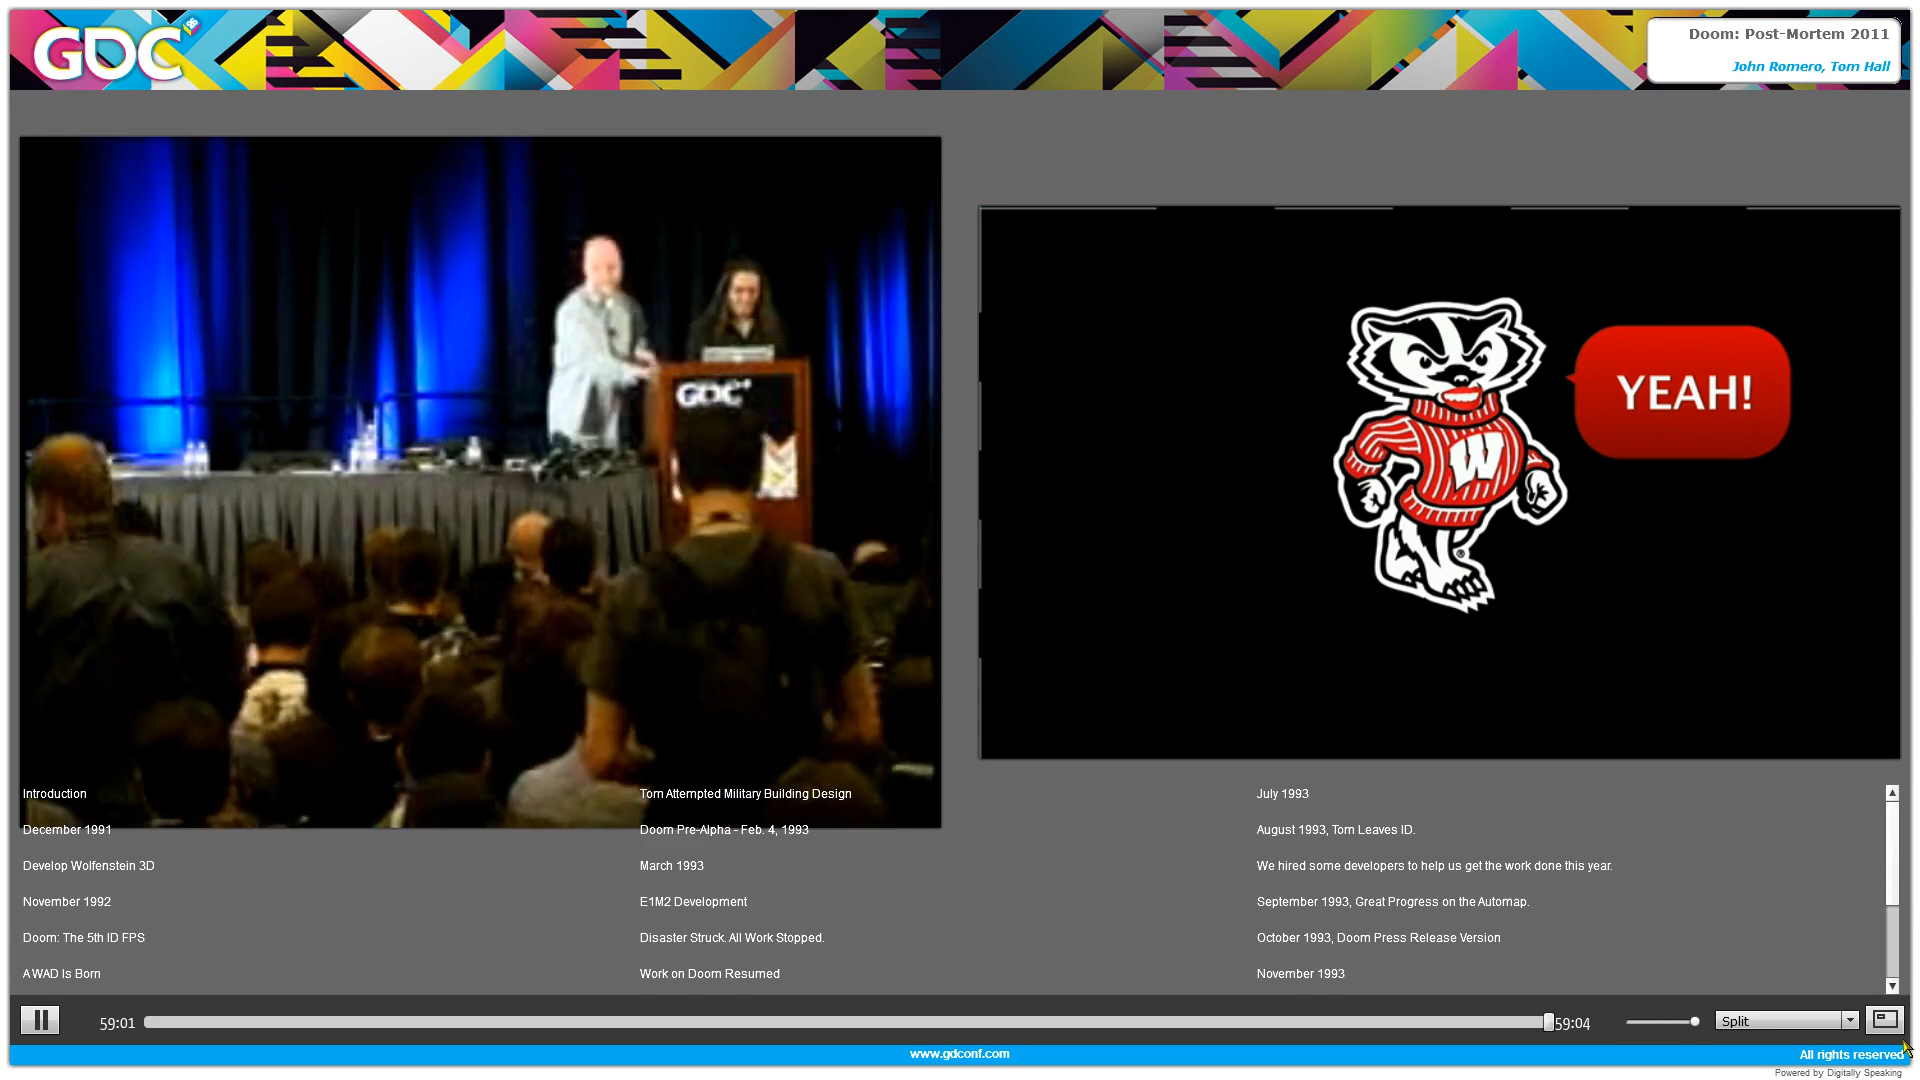 GDC 25
Doom: Post-Mortem 2011
John Romero, Tom Hall
GDC
YEAH!
W
®
Introduction
December 1991
Develop Wolfenstein 3D
November 1992
Doom: The 5th ID FPS
A WAD Is Born
Tom Attempted Military Building Design
Doom Pre-Alpha - Feb. 4, 1993
March 1993
E1M2 Development
Disaster Struck. All Work Stopped.
Work on Doom Resumed
July 1993
August 1993, Tom Leaves ID.
We hired some developers to help us get the work done this year.
September 1993, Great Progress on the Automap.
October 1993, Doom Press Release Version
November 1993
59:01
59:04
Split
www.gdconf.com
All rights reserved
Powered by Digitally Speaking